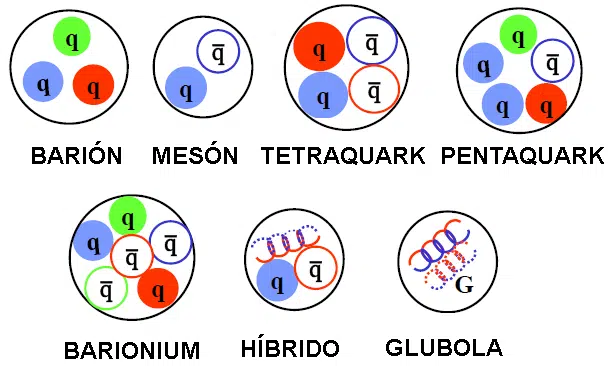 q
q q
q̅
q
q q̅
q q̅
q
q q̅
q q
BARIÓN MESÓN TETRAQUARK PENTAQUARK
q
q q̅ q̅
q̅ q
q q̅
G
BARIONIUM HÍBRIDO GLUBOLA